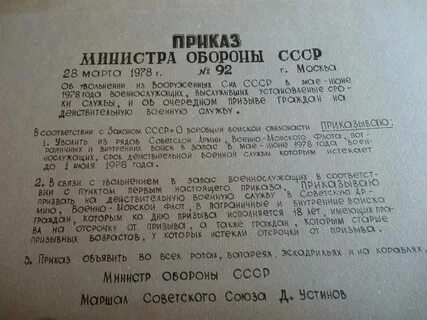 ПРИКАЗ
МИНИСТРА ОБОРОНЫ СССР
28 марта 1978 г. № 92 г. Москва
Об увольнении из Вооруженных Сил СССР в мае-июне
1978 года военнослужащих, выслуживших установленные сро-
ки службы, и об очередном призыве граждан на
действительную военную службу.
В соответствии с Законом СССР „О всеобщей воинской обязанности" ПРИКАЗЫВАЮ:
1. Уволить из рядов Советской Армии, Военно-Морского Флота, пог-
раничных и внутренних войск в запас в мае-июне 1978 года воен-
нослужащих, срок действительной военной службы которым истекает
до 1 июля 1978 года.
2. В связи с увольнением в запас военнослужащих в соответс-
твии с пунктом первым настоящего приказа, ПРИКАЗЫВАЮ
призвать на действительную военную службу в Советскую Ар-
мию, Военно-Морской Флот, в пограничные и внутренние войска
граждан, которым ко дню призыва исполняется 18 лет, не имеющих права
на отсрочку от призыва, а также граждан, которым старше
призывных возрастов, у которых истекли отсрочки от призыва.
3. Приказ объявить во всех ротах, батареях, эскадрильях и на кораблях.
Министр Обороны СССР
Маршал Советского Союза Д. Устинов